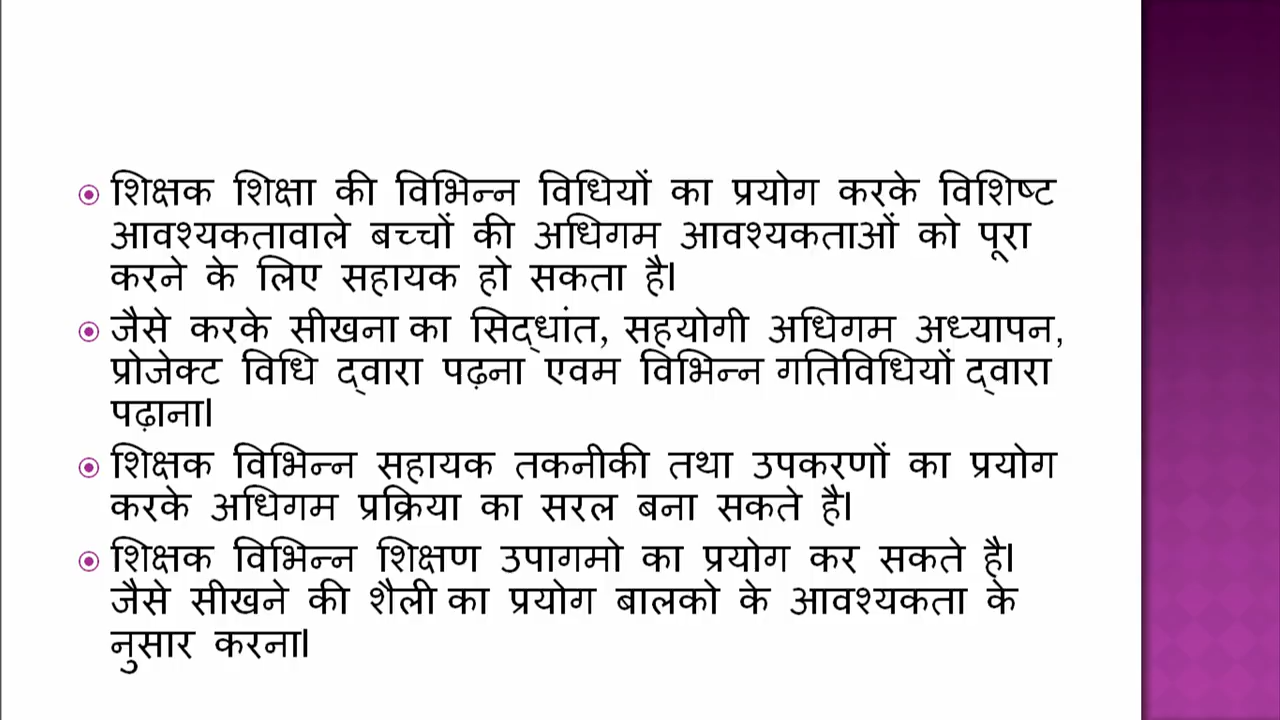 शिक्षक शिक्षा की विभिन्न विधियों का प्रयोग करके विशिष्ट
आवश्यकतावाले बच्चों की अधिगम आवश्यकताओं को पूरा
करने के लिए सहायक हो सकता है।
जैसे करके सीखना का सिद्धांत, सहयोगी अधिगम अध्यापन,
प्रोजेक्ट विधि द्वारा पढ़ना एवम विभिन्न गतिविधियों द्वारा
पढ़ाना।
शिक्षक विभिन्न सहायक तकनीकी तथा उपकरणों का प्रयोग
करके अधिगम प्रक्रिया का सरल बना सकते है।
शिक्षक विभिन्न शिक्षण उपागमो का प्रयोग कर सकते है।
जैसे सीखने की शैली का प्रयोग बालको के आवश्यकता के
नुसार करना।